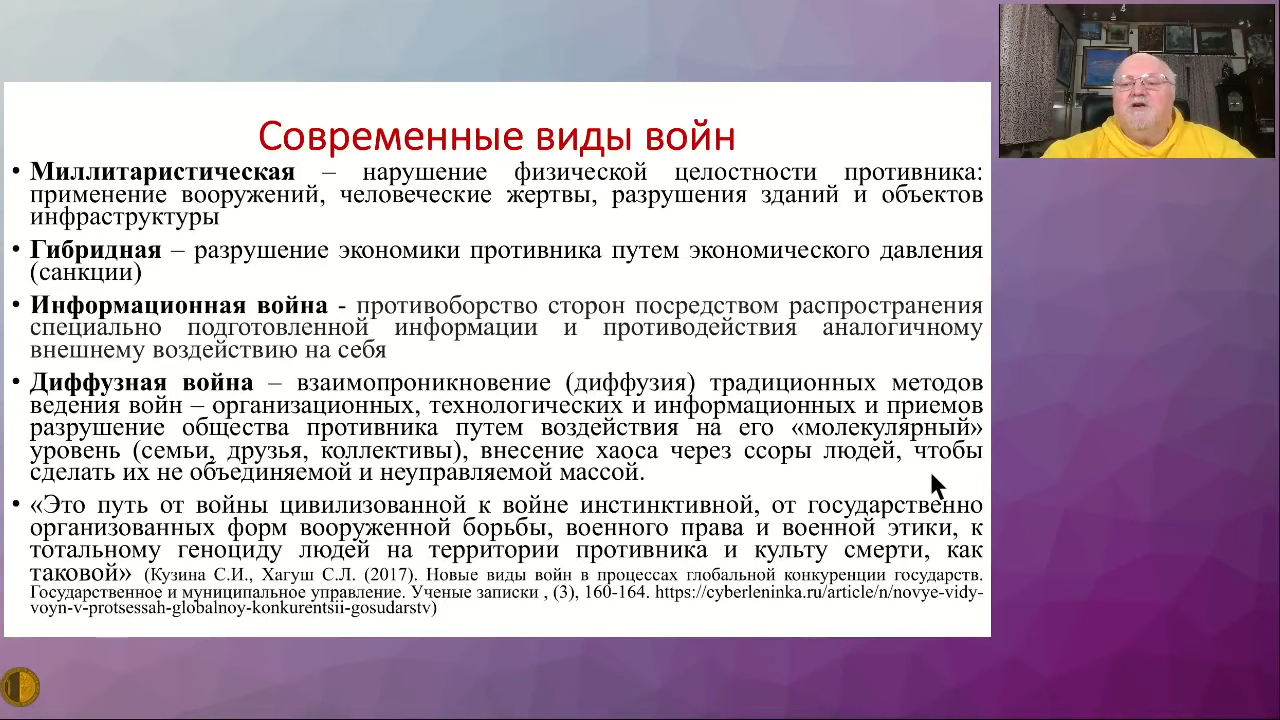 Современные виды войн
• Миллитаристическая – нарушение физической целостности противника:
применение вооружений, человеческие жертвы, разрушения зданий и объектов
инфраструктуры
• Гибридная – разрушение экономики противника путем экономического давления
(санкции)
• Информационная война - противоборство сторон посредством распространения
специально подготовленной информации и противодействия аналогичному
внешнему воздействию на себя
• Диффузная война – взаимопроникновение (диффузия) традиционных методов
ведения войн – организационных, технологических и информационных и приемов
разрушение общества противника путем воздействия на его «молекулярный»
уровень (семьи, друзья, коллективы), внесение хаоса через ссоры людей, чтобы
сделать их не объединяемой и неуправляемой массой.
• «Это путь от войны цивилизованной к войне инстинктивной, от государственно
организованных форм вооруженной борьбы, военного права и военной этики, к
тотальному геноциду людей на территории противника и культу смерти, как
таковой» (Кузина С.И., Хагуш С.Л. (2017). Новые виды войн в процессах глобальной конкуренции государств.
Государственное и муниципальное управление. Ученые записки , (3), 160-164. https://cyberleninka.ru/article/n/novye-vidy-
voyn-v-protsessah-globalnoy-konkurentsii-gosudarstv)